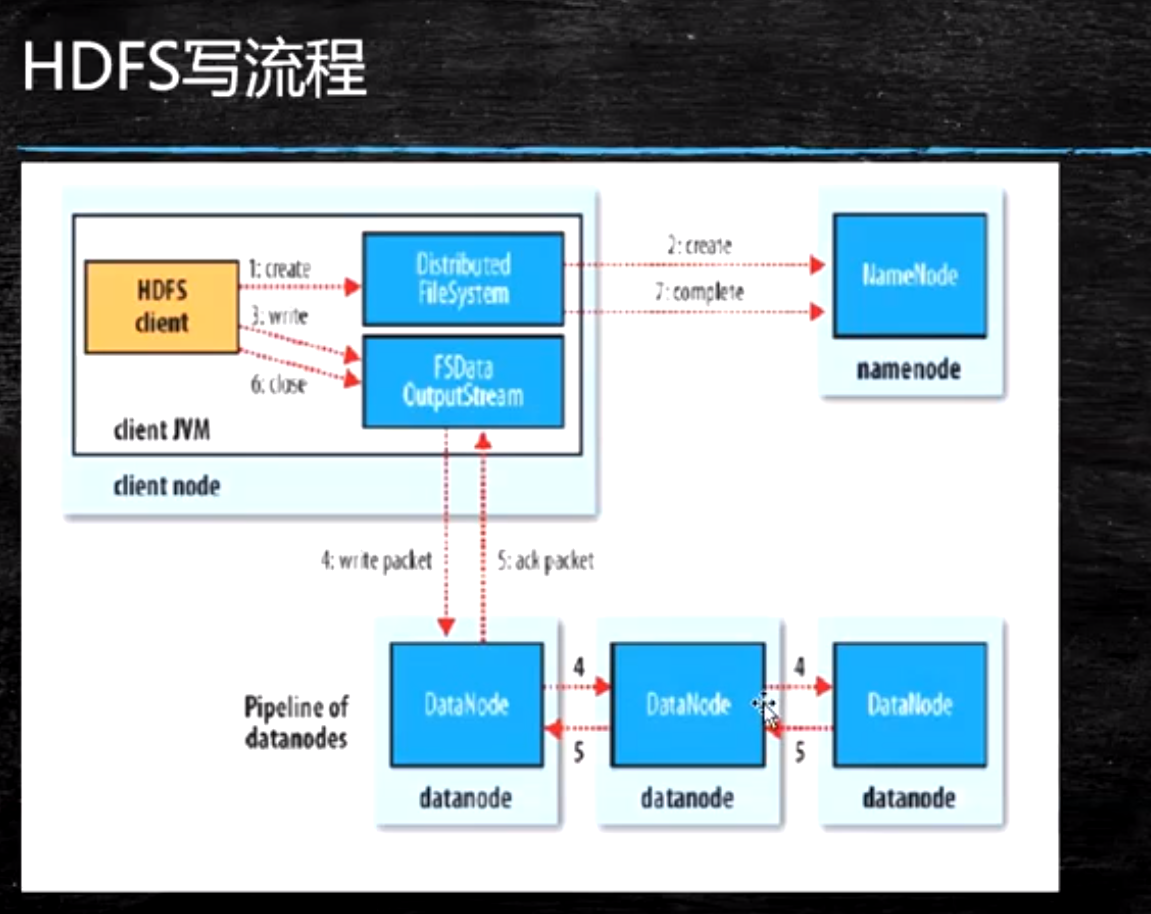 HDFS写流程
1: create
HDFS
client
3: write
6: close
client JVM
client node
Distributed
FileSystem
FSData
OutputStream
2: create
7: complete
NameNode
namenode
4: write packet
5: ack packet
Pipeline of
datanodes
DataNode
datanode
4
5
DataNode
datanode
4
5
DataNode
datanode